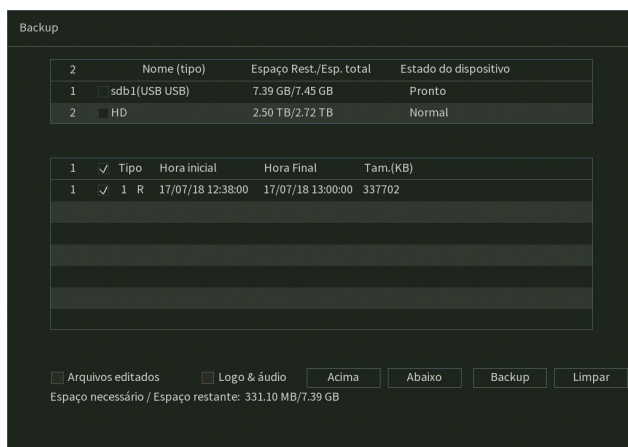 Backup
2 Nome (tipo) Espaço Rest./Esp. total Estado do dispositivo
1 sdb1(USB USB) 7.39 GB/7.45 GB Pronto
2 HD 2.50 TB/2.72 TB Normal
1 Tipo Hora inicial Hora Final Tam.(KB)
1 1 R 17/07/18 12:38:00 17/07/18 13:00:00 337702
Arquivos editados Logo & áudio Acima Abaixo Backup Limpar
Espaço necessário / Espaço restante: 331.10 MB/7.39 GB